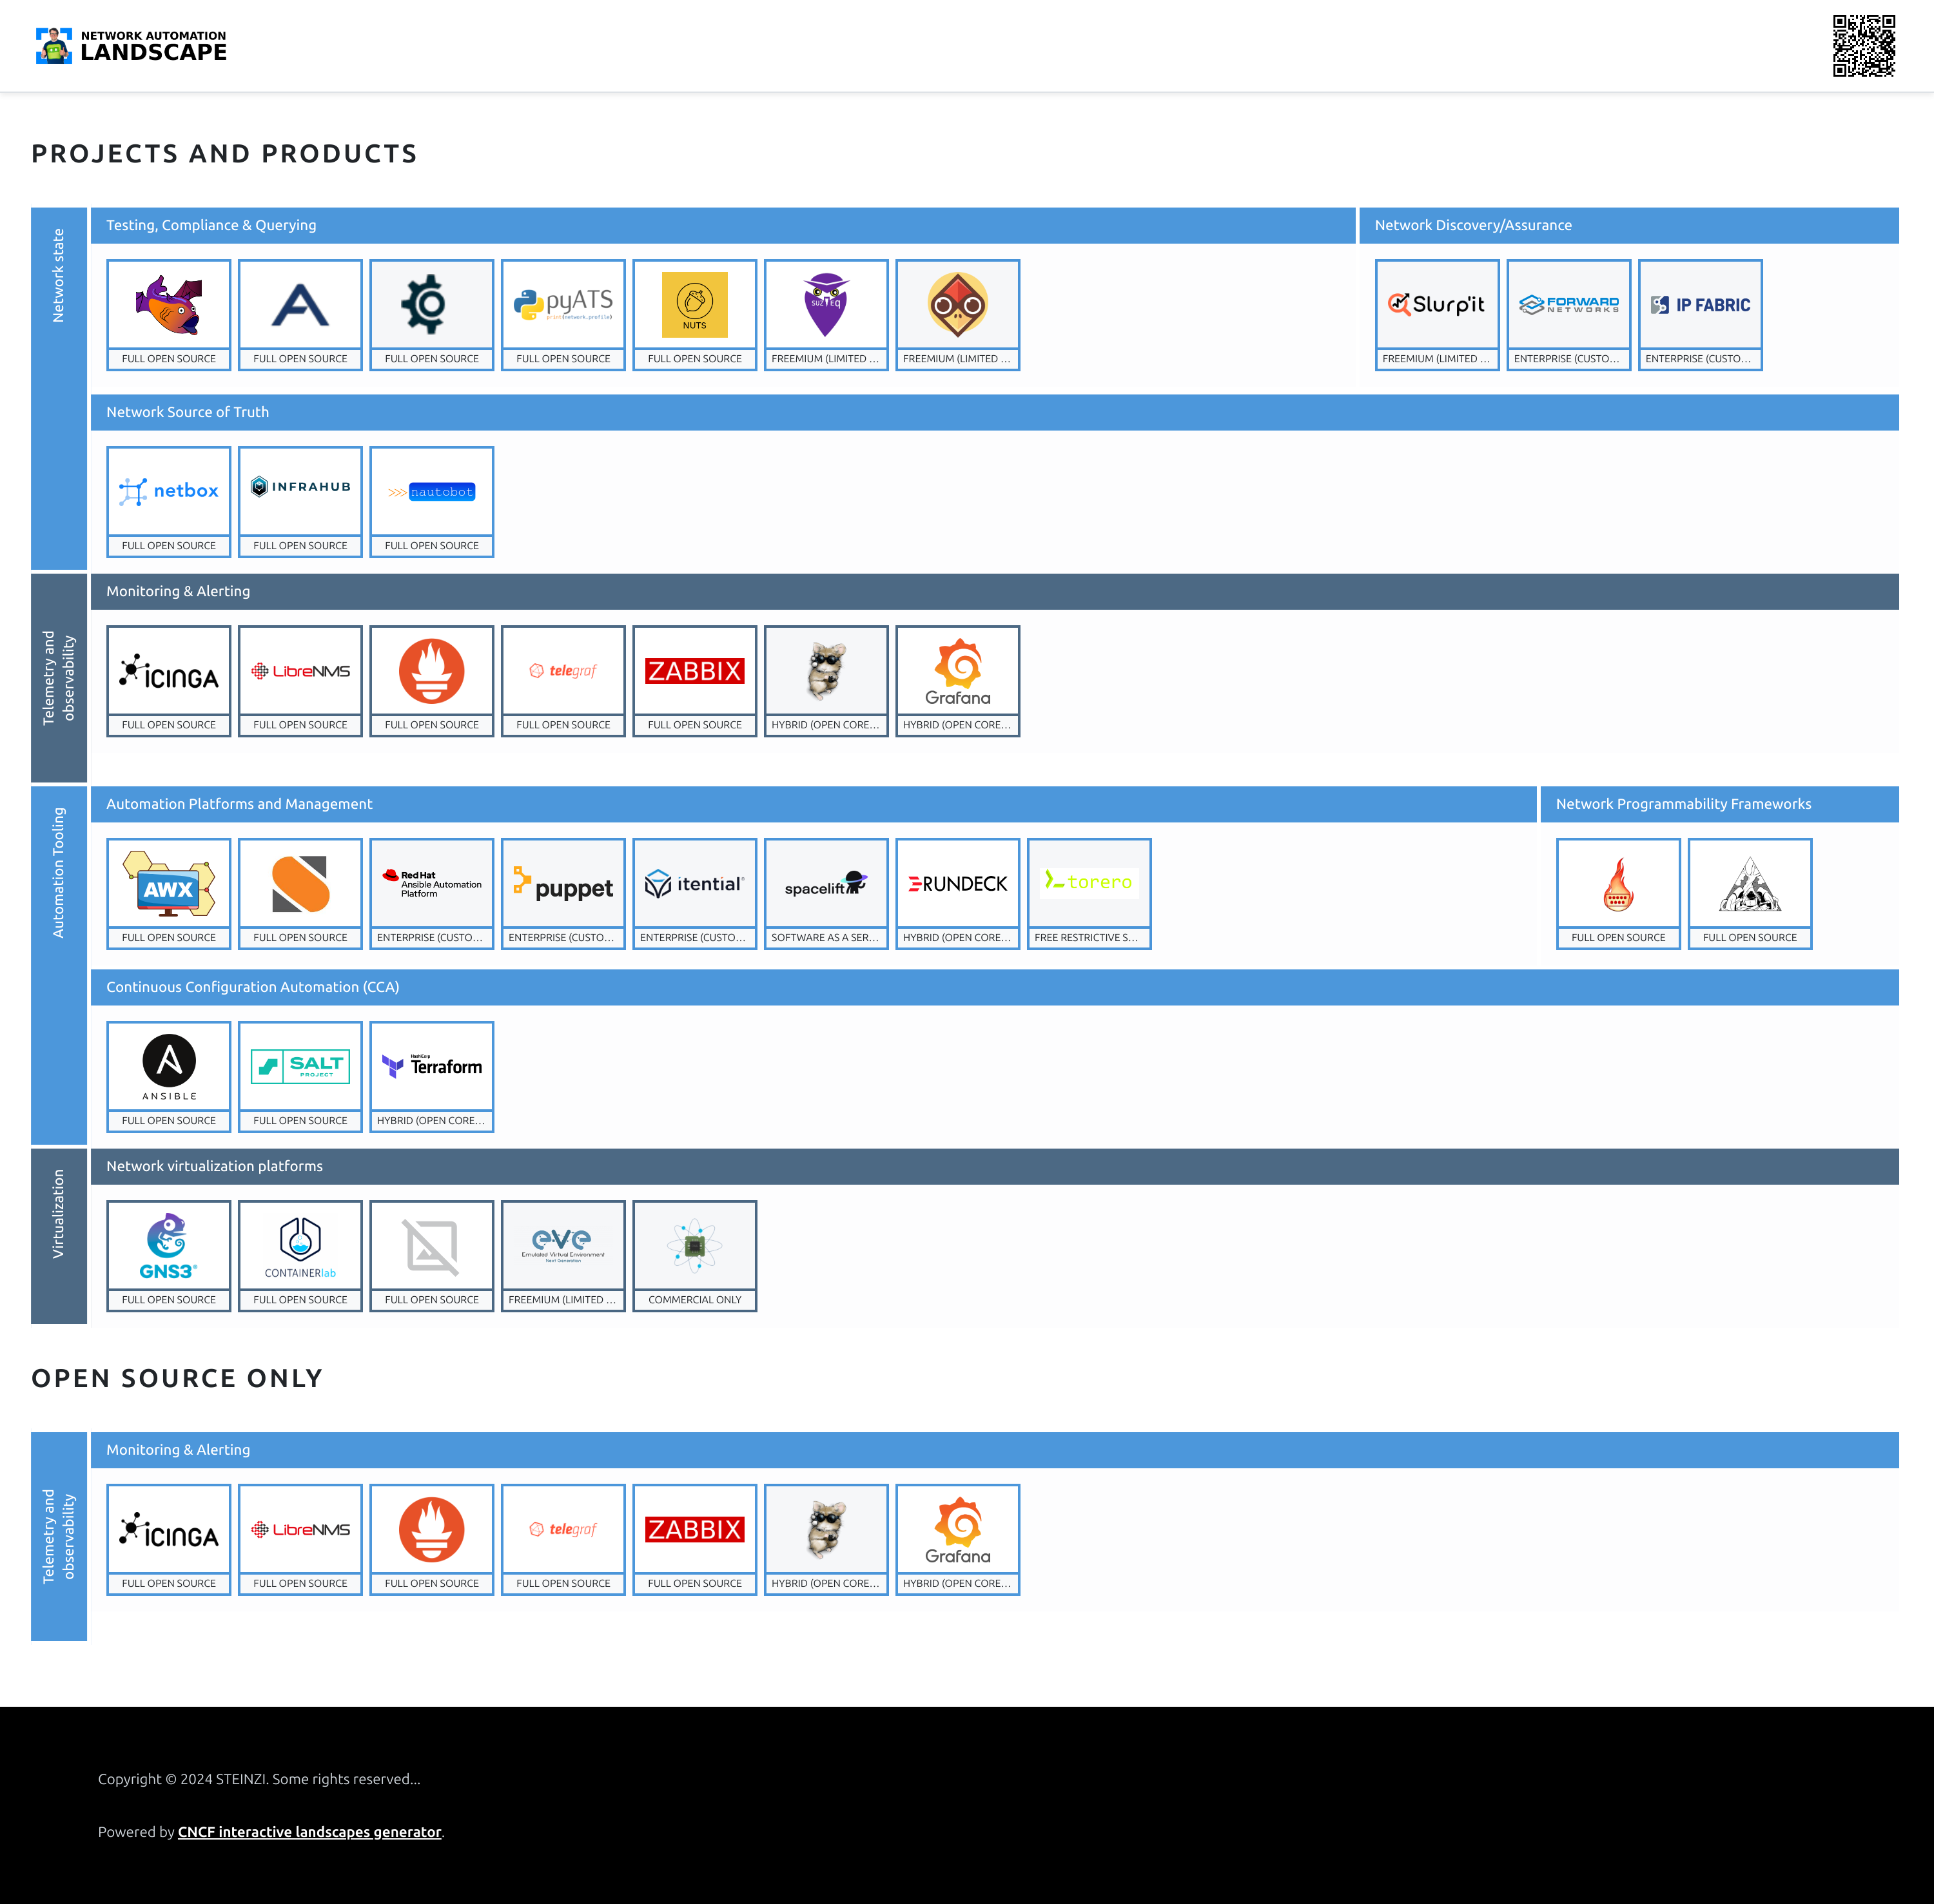 NETWORK AUTOMATION
LANDSCAPE
PROJECTS AND PRODUCTS
Network state
Testing, Compliance & Querying
Network Discovery/Assurance
pyATS
print(network.profile)
NUTS
SUZIEQ
Slurp'it
FORWARD
NETWORKS
IP FABRIC
FULL OPEN SOURCE
FULL OPEN SOURCE
FULL OPEN SOURCE
FULL OPEN SOURCE
FULL OPEN SOURCE
FREEMIUM (LIMITED ...
FREEMIUM (LIMITED ...
FREEMIUM (LIMITED ...
ENTERPRISE (CUSTO...
ENTERPRISE (CUSTO...
Network Source of Truth
netbox
INFRAHUB
>>> nautobot
FULL OPEN SOURCE
FULL OPEN SOURCE
FULL OPEN SOURCE
Telemetry and
observability
Monitoring & Alerting
iCINGA
LibreNMS
telegraf
ZABBIX
Grafana
FULL OPEN SOURCE
FULL OPEN SOURCE
FULL OPEN SOURCE
FULL OPEN SOURCE
FULL OPEN SOURCE
HYBRID (OPEN CORE...
HYBRID (OPEN CORE...
Automation Tooling
Automation Platforms and Management
Network Programmability Frameworks
AWX
Red Hat
Ansible Automation
Platform
puppet
itential®
spacelift
RUNDECK
torero
FULL OPEN SOURCE
FULL OPEN SOURCE
ENTERPRISE (CUSTO...
ENTERPRISE (CUSTO...
ENTERPRISE (CUSTO...
SOFTWARE AS A SER...
HYBRID (OPEN CORE...
FREE RESTRICTIVE S...
FULL OPEN SOURCE
FULL OPEN SOURCE
Continuous Configuration Automation (CCA)
ANSIBLE
SALT
PROJECT
HashiCorp
Terraform
FULL OPEN SOURCE
FULL OPEN SOURCE
HYBRID (OPEN CORE...
Virtualization
Network virtualization platforms
GNS3®
CONTAINERlab
eve
Emulated Virtual Environment
Next Generation
FULL OPEN SOURCE
FULL OPEN SOURCE
FULL OPEN SOURCE
FREEMIUM (LIMITED ...
COMMERCIAL ONLY
OPEN SOURCE ONLY
Telemetry and
observability
Monitoring & Alerting
iCINGA
LibreNMS
telegraf
ZABBIX
Grafana
FULL OPEN SOURCE
FULL OPEN SOURCE
FULL OPEN SOURCE
FULL OPEN SOURCE
FULL OPEN SOURCE
HYBRID (OPEN CORE...
HYBRID (OPEN CORE...
Copyright © 2024 STEINZI. Some rights reserved...
Powered by CNCF interactive landscapes generator.